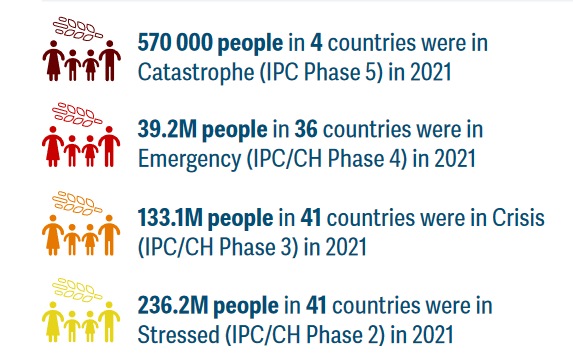 570 000 people in 4 countries were in
Catastrophe (IPC Phase 5) in 2021
39.2M people in 36 countries were in
Emergency (IPC/CH Phase 4) in 2021
133.1M people in 41 countries were in Crisis
(IPC/CH Phase 3) in 2021
236.2M people in 41 countries were in
Stressed (IPC/CH Phase 2) in 2021